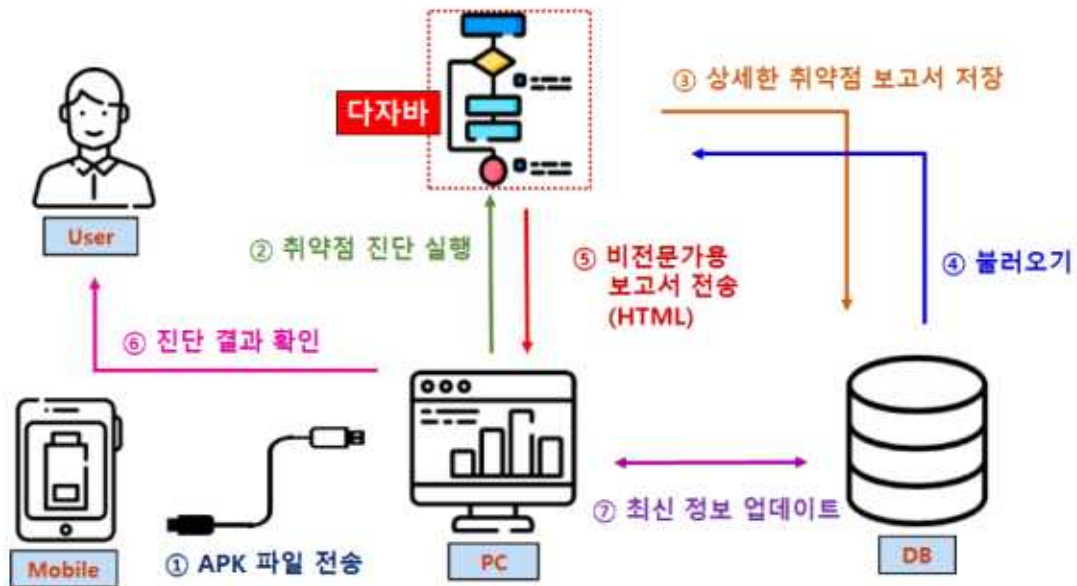 다자바
③ 상세한 취약점 보고서 저장
User
② 취약점 진단 실행
⑤ 비전문가용
보고서 전송
(HTML)
④ 불러오기
⑥ 진단 결과 확인
⑦ 최신 정보 업데이트
Mobile
① APK 파일 전송
PC
DB